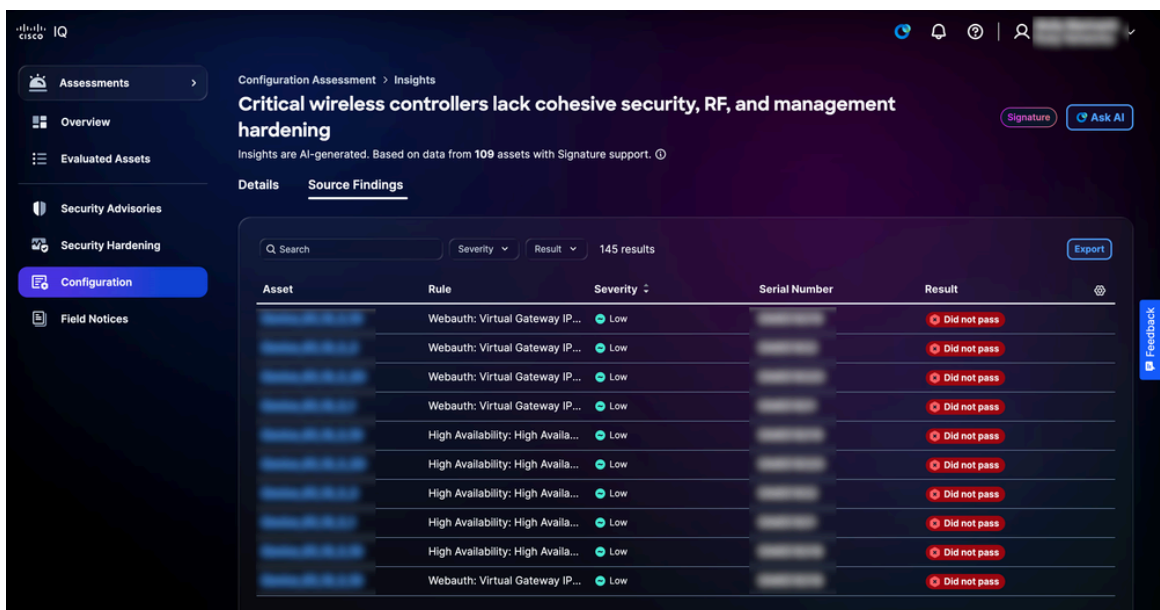 cisco IQ
Assessments
Overview
Evaluated Assets
Security Advisories
Security Hardening
Configuration
Field Notices
Configuration Assessment > Insights
Critical wireless controllers lack cohesive security, RF, and management
hardening
Signature
Ask AI
Insights are AI-generated. Based on data from 109 assets with Signature support.
Details Source Findings
Search Severity Result 145 results Export
Asset Rule Severity Serial Number Result
Webauth: Virtual Gateway IP... Low Did not pass
Webauth: Virtual Gateway IP... Low Did not pass
Webauth: Virtual Gateway IP... Low Did not pass
Webauth: Virtual Gateway IP... Low Did not pass
High Availability: High Availa... Low Did not pass
High Availability: High Availa... Low Did not pass
High Availability: High Availa... Low Did not pass
High Availability: High Availa... Low Did not pass
High Availability: High Availa... Low Did not pass
Webauth: Virtual Gateway IP... Low Did not pass
Feedback